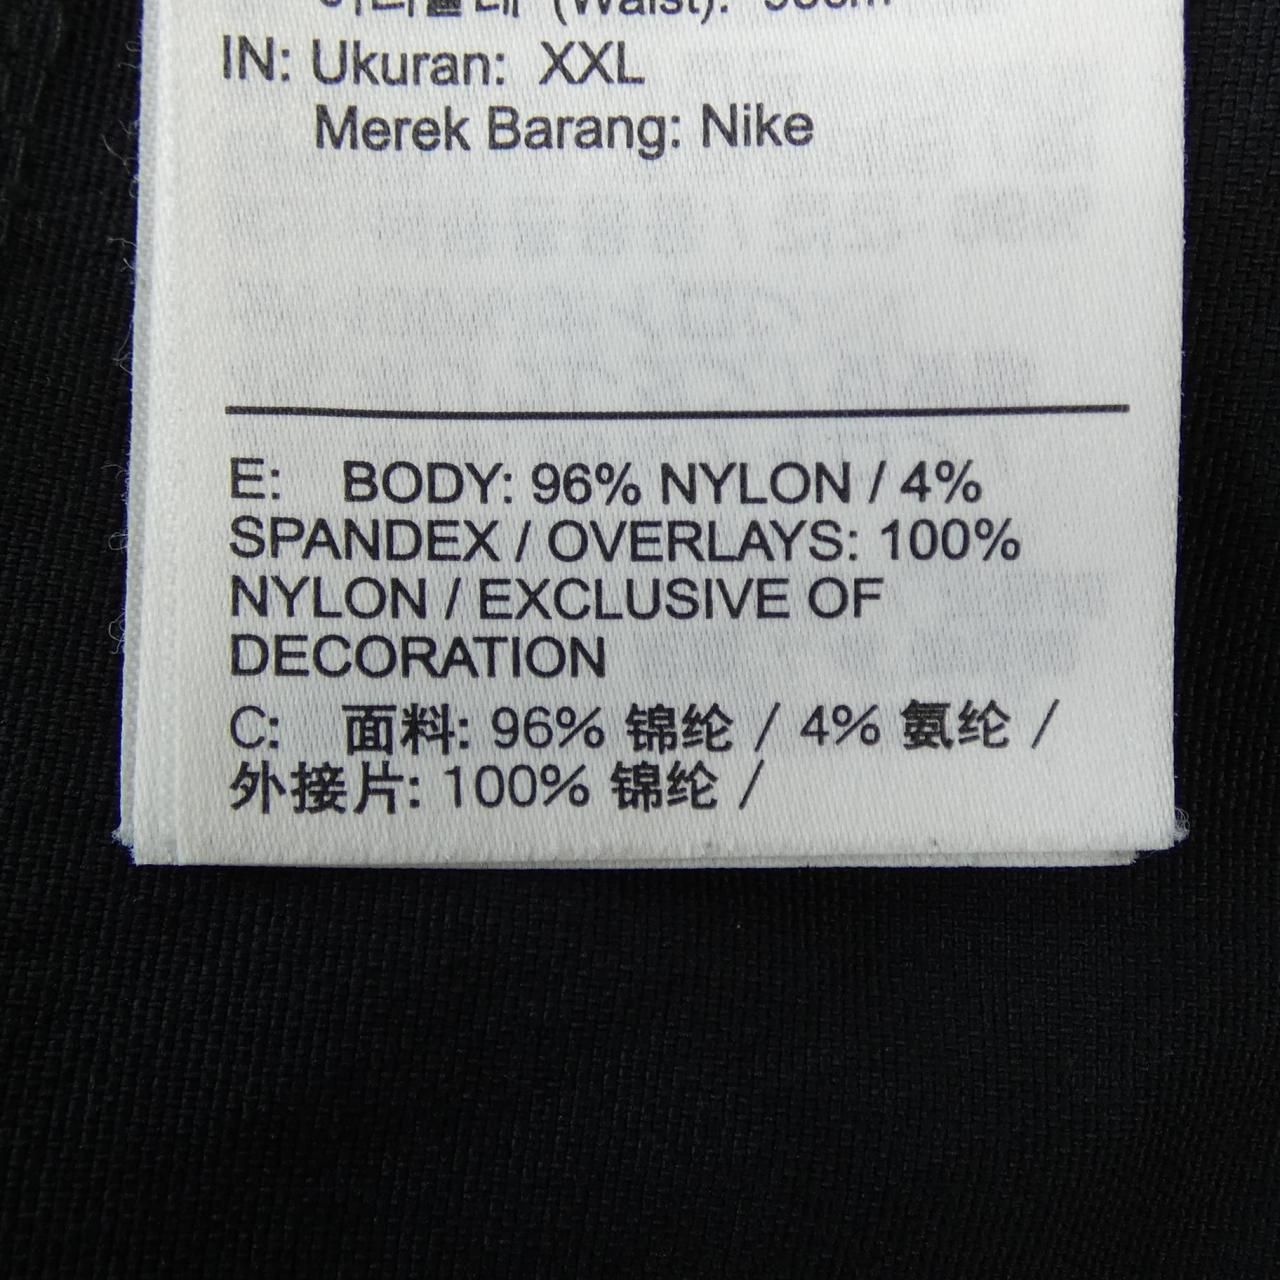 (Waist):
IN: Ukuran: XXL
Merek Barang: Nike
E: BODY: 96% NYLON / 4%
SPANDEX / OVERLAYS: 100%
NYLON / EXCLUSIVE OF
DECORATION
C: 面料: 96% 锦纶 / 4% 氨纶 /
外接片: 100% 锦纶 /